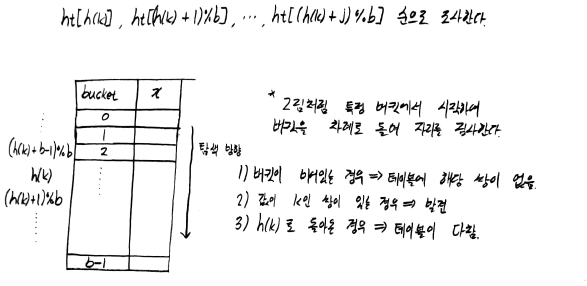 ht[h(k)], ht[(h(k)+1)%b], ⋯, ht[(h(k)+j)%b] 순으로 조사한다.
bucket x
0
1
(h(k)+b-1)%b 2
h(k)
(h(k)+1)%b
b-1
탐색 방향
* 그림처럼 특정 버킷에서 시작하여
버킷을 차례로 돌며 자리를 검사한다.
1) 버킷이 비어있는 경우 ⇒ 테이블에 해당 쌍이 없음.
2) 값이 k인 쌍이 있는 경우 ⇒ 발견
3) h(k)로 돌아온 경우 ⇒ 테이블이 다참.